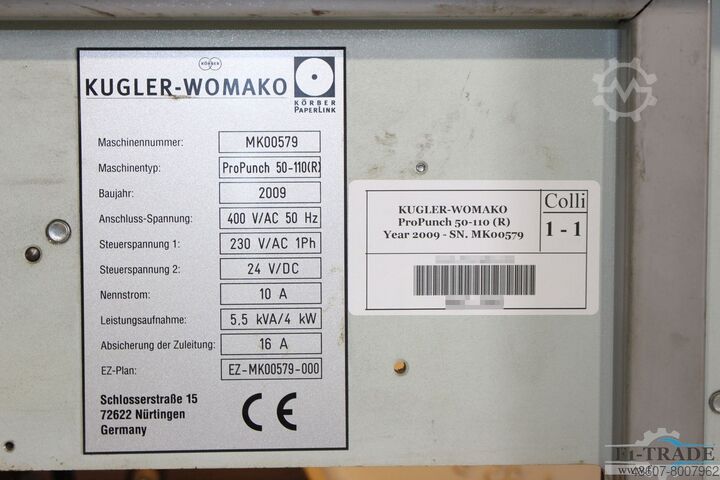 KÖRBER
KUGLER-WOMAKO
KÖRBER
PAPERLINK
Maschinennummer: MK00579
Maschinentyp: ProPunch 50-110(R)
Baujahr: 2009
Anschluss-Spannung: 400 V/AC 50 Hz
Steuerspannung 1: 230 V/AC 1Ph
Steuerspannung 2: 24 V/DC
Nennstrom: 10 A
Leistungsaufnahme: 5,5 kVA/4 kW
Absicherung der Zuleitung: 16 A
EZ-Plan: EZ-MK00579-000
Schlosserstraße 15
72622 Nürtingen
Germany
CE
KUGLER-WOMAKO
ProPunch 50-110 (R)
Year 2009 - SN. MK00579
Colli
1 - 1
F1-TRADE